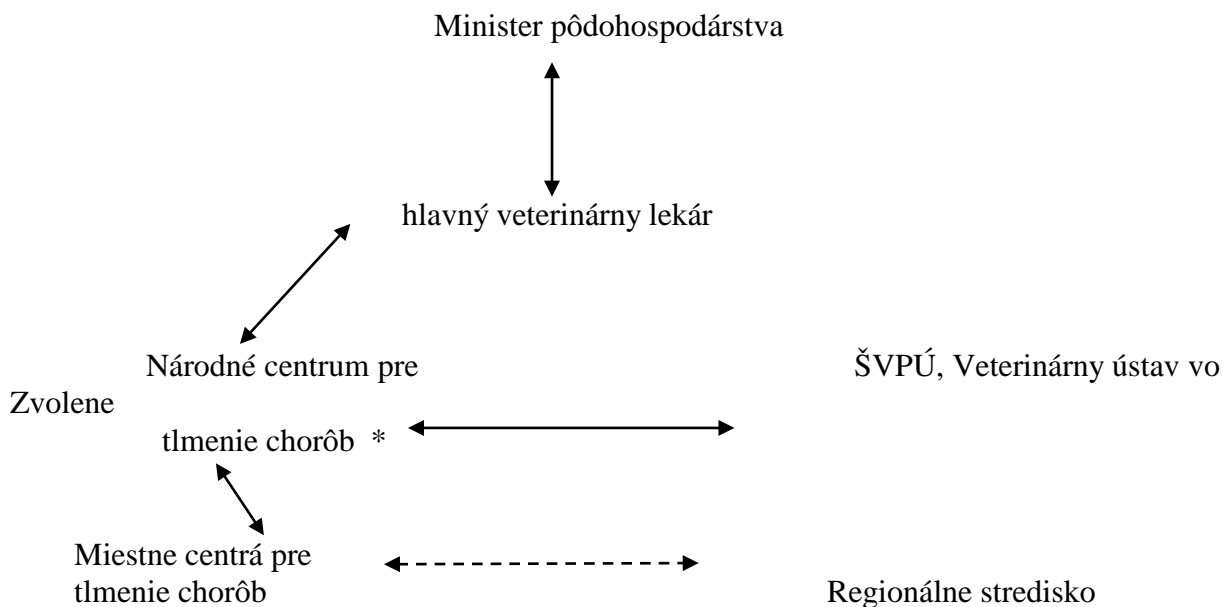 Minister pôdohospodárstva
hlavný veterinárny lekár
Národné centrum pre ŠVPÚ, Veterinárny ústav vo
Zvolene
tlmenie chorôb *
Miestne centrá pre
tlmenie chorôb Regionálne stredisko